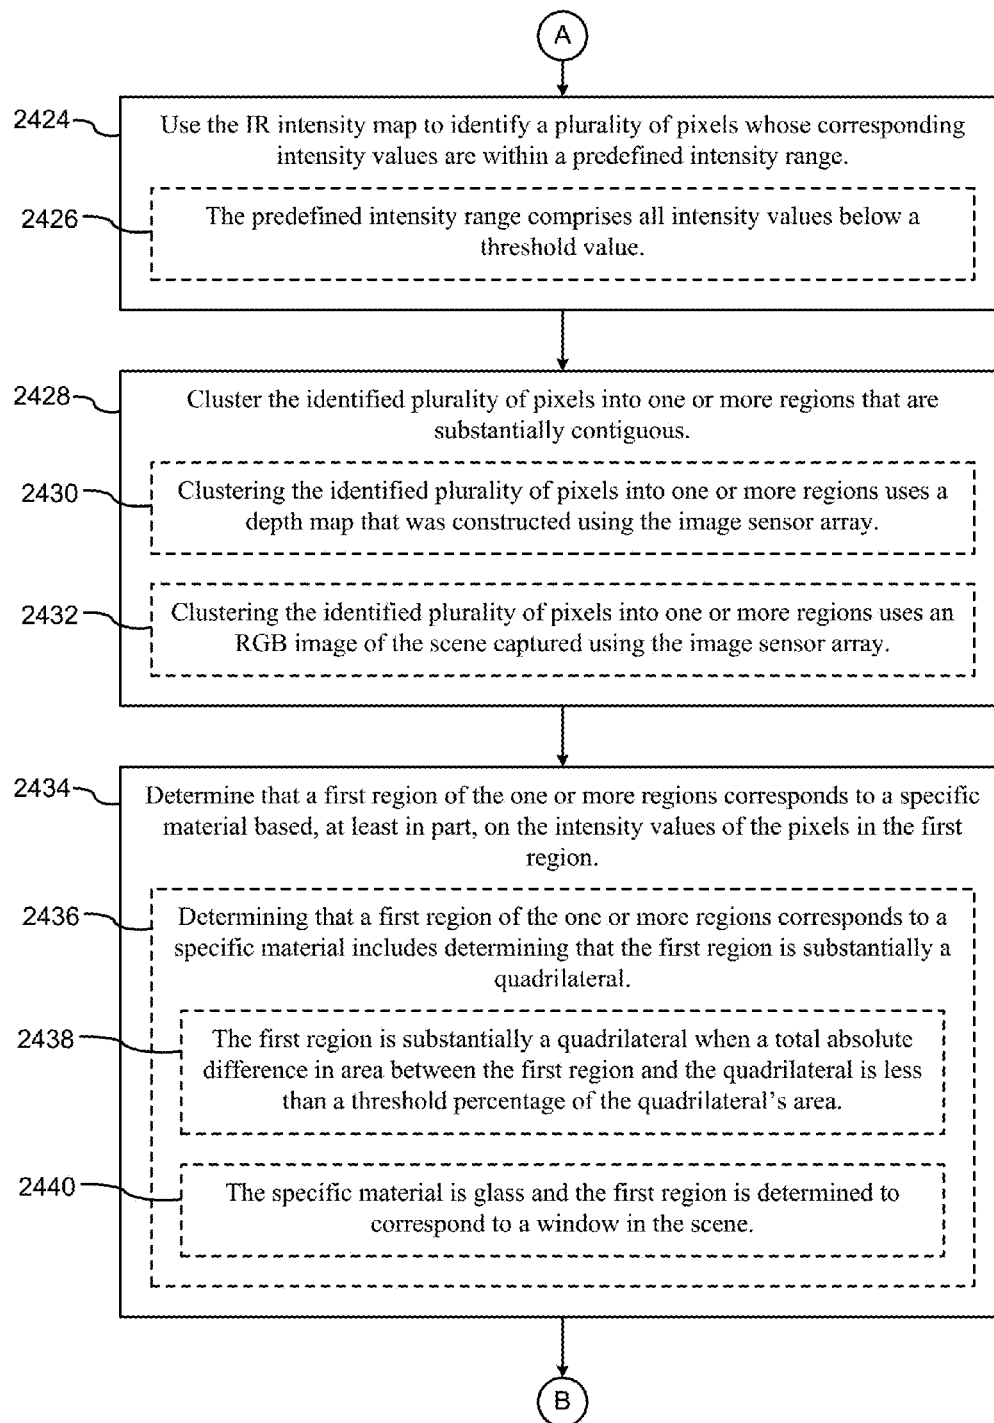 A
2424
Use the IR intensity map to identify a plurality of pixels whose corresponding
intensity values are within a predefined intensity range.
2426
The predefined intensity range comprises all intensity values below a
threshold value.
2428
Cluster the identified plurality of pixels into one or more regions that are
substantially contiguous.
2430
Clustering the identified plurality of pixels into one or more regions uses a
depth map that was constructed using the image sensor array.
2432
Clustering the identified plurality of pixels into one or more regions uses an
RGB image of the scene captured using the image sensor array.
2434
Determine that a first region of the one or more regions corresponds to a specific
material based, at least in part, on the intensity values of the pixels in the first
region.
2436
Determining that a first region of the one or more regions corresponds to a
specific material includes determining that the first region is substantially a
quadrilateral.
2438
The first region is substantially a quadrilateral when a total absolute
difference in area between the first region and the quadrilateral is less
than a threshold percentage of the quadrilateral's area.
2440
The specific material is glass and the first region is determined to
correspond to a window in the scene.
B